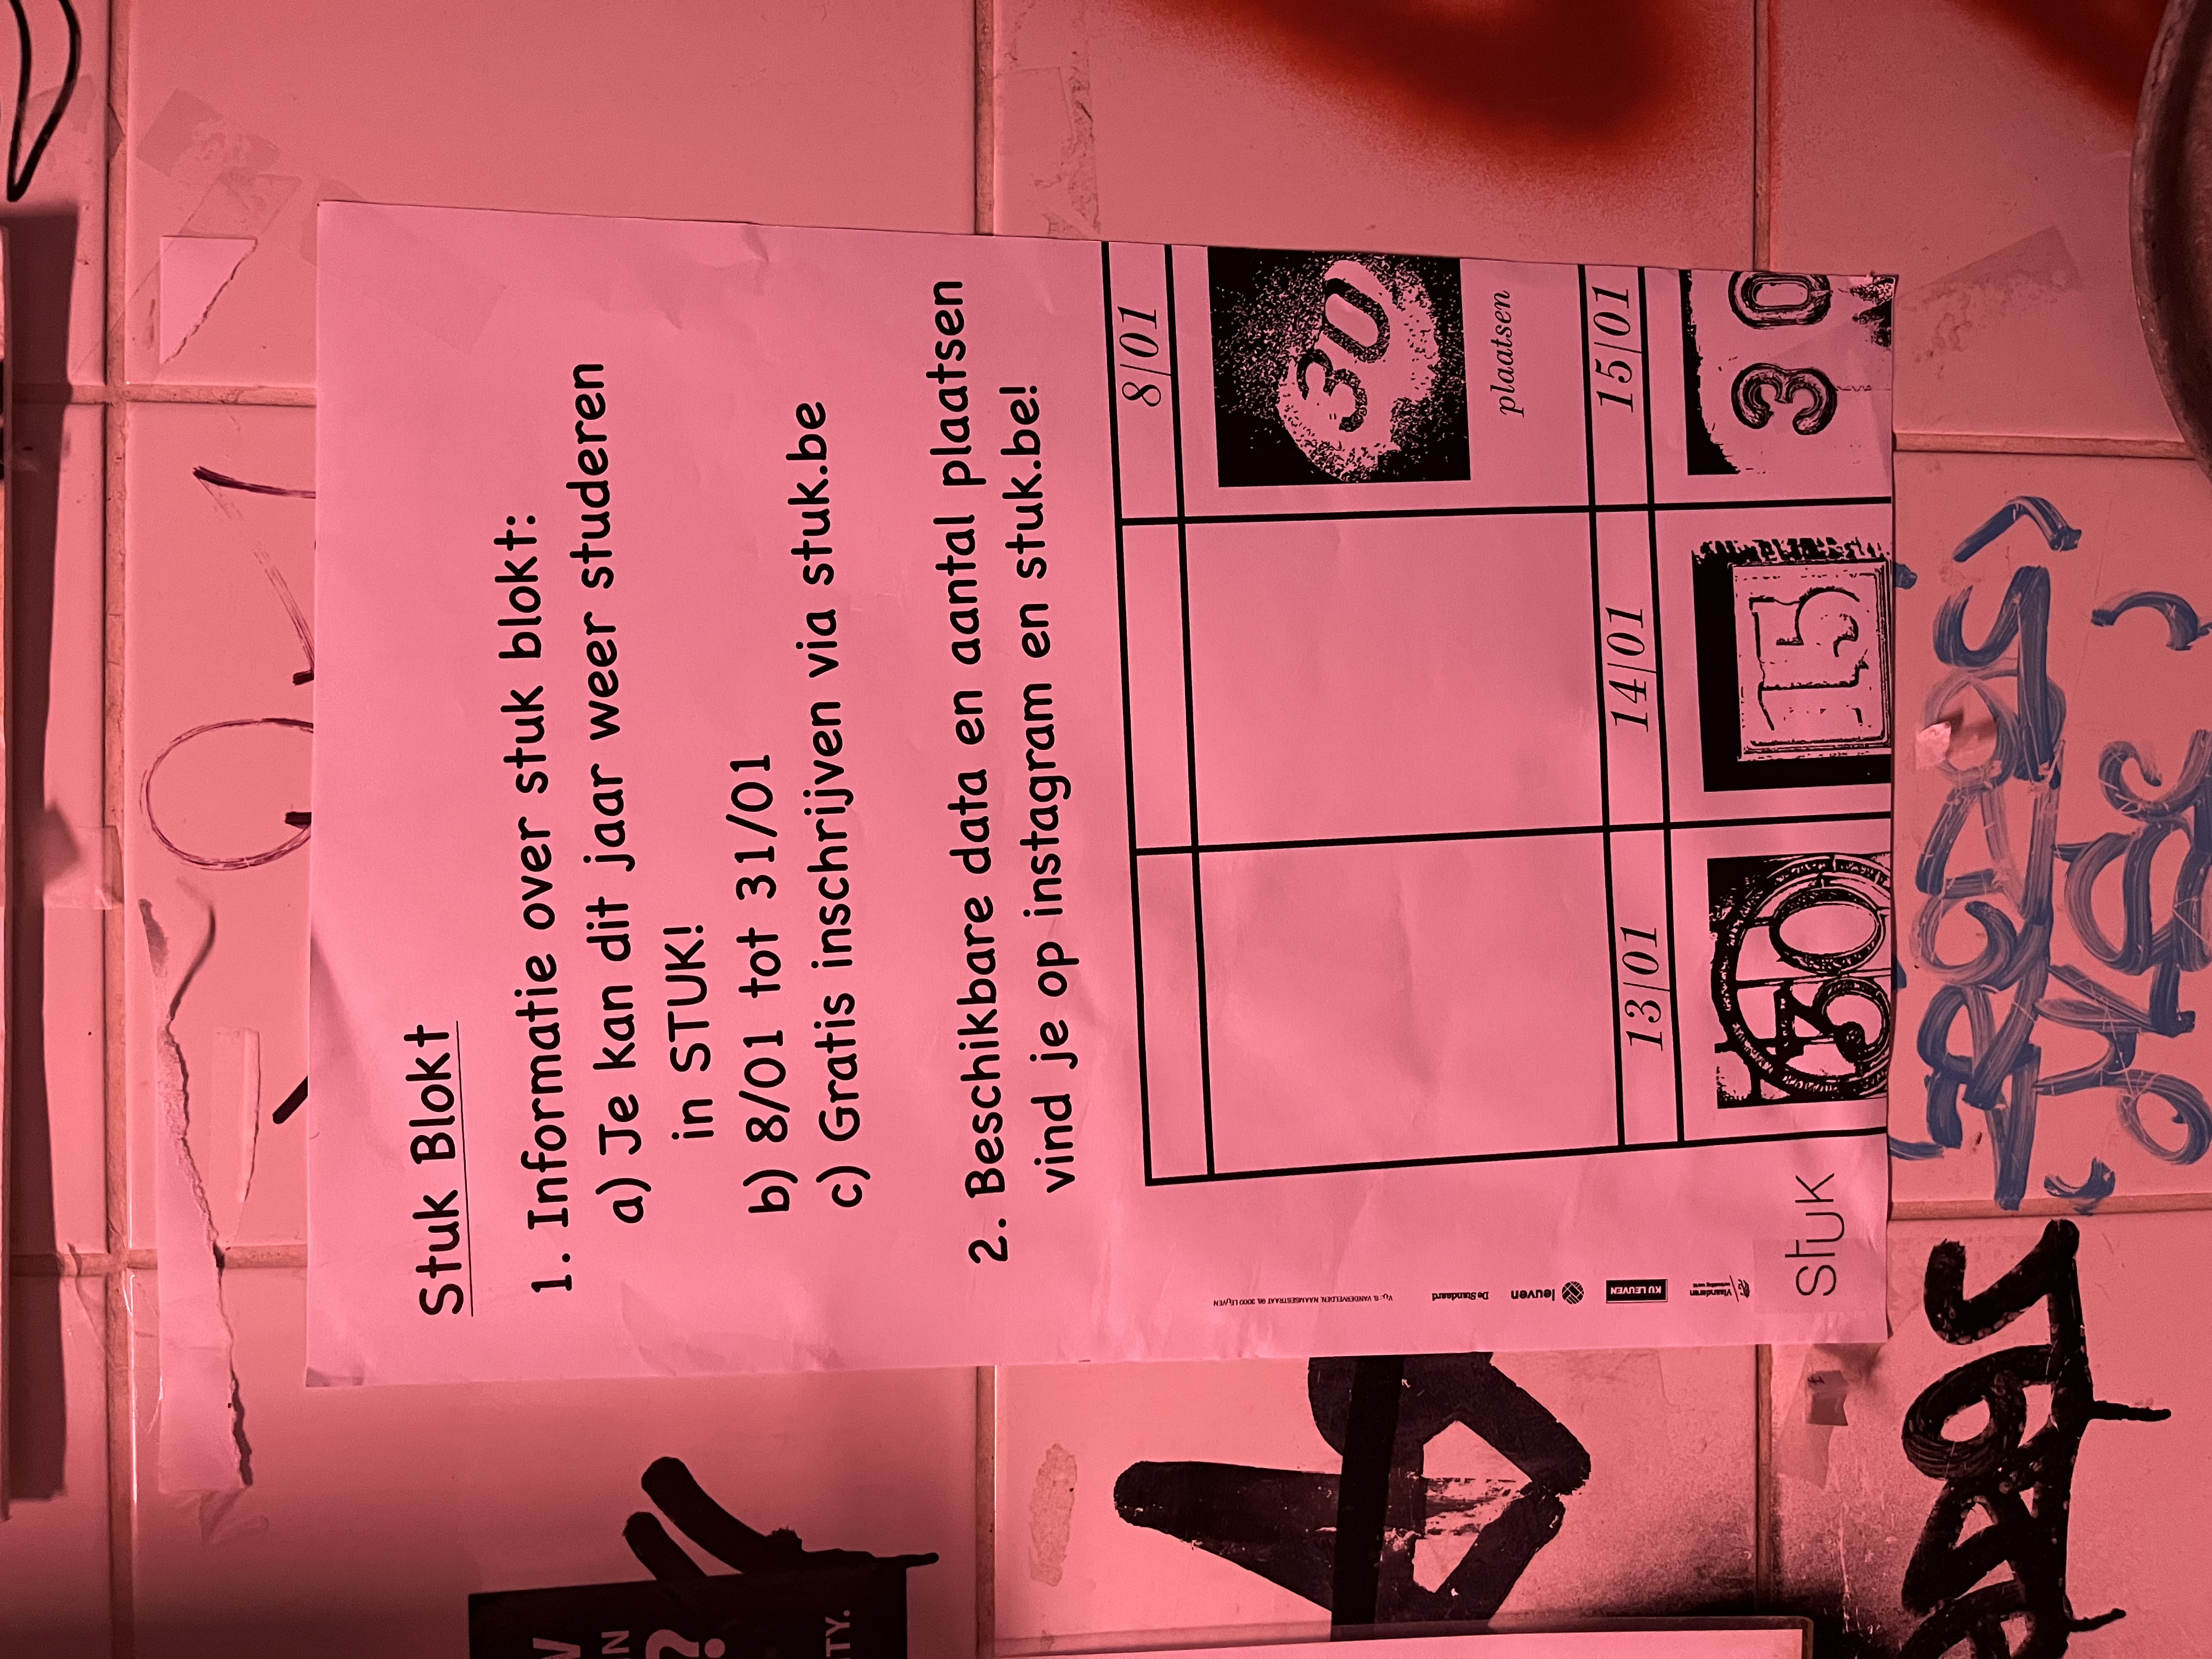 Stuk Blokt
1. Informatie over stuk blokt:
a) Je kan dit jaar weer studeren
in STUK!
b) 8/01 tot 31/01
c) Gratis inschrijven via stuk.be
2. Beschikbare data en aantal plaatsen
vind je op instagram en stuk.be!
8/01
30
plaatsen
13/01
14/01
15/01
30
15
30
V.U.: VANDERVELDEN, NAAMSESTRAAT 96, 3000 LEUVEN
De Standaard
leuven
KU LEUVEN
Vlaanderen
STUK
?
TY.